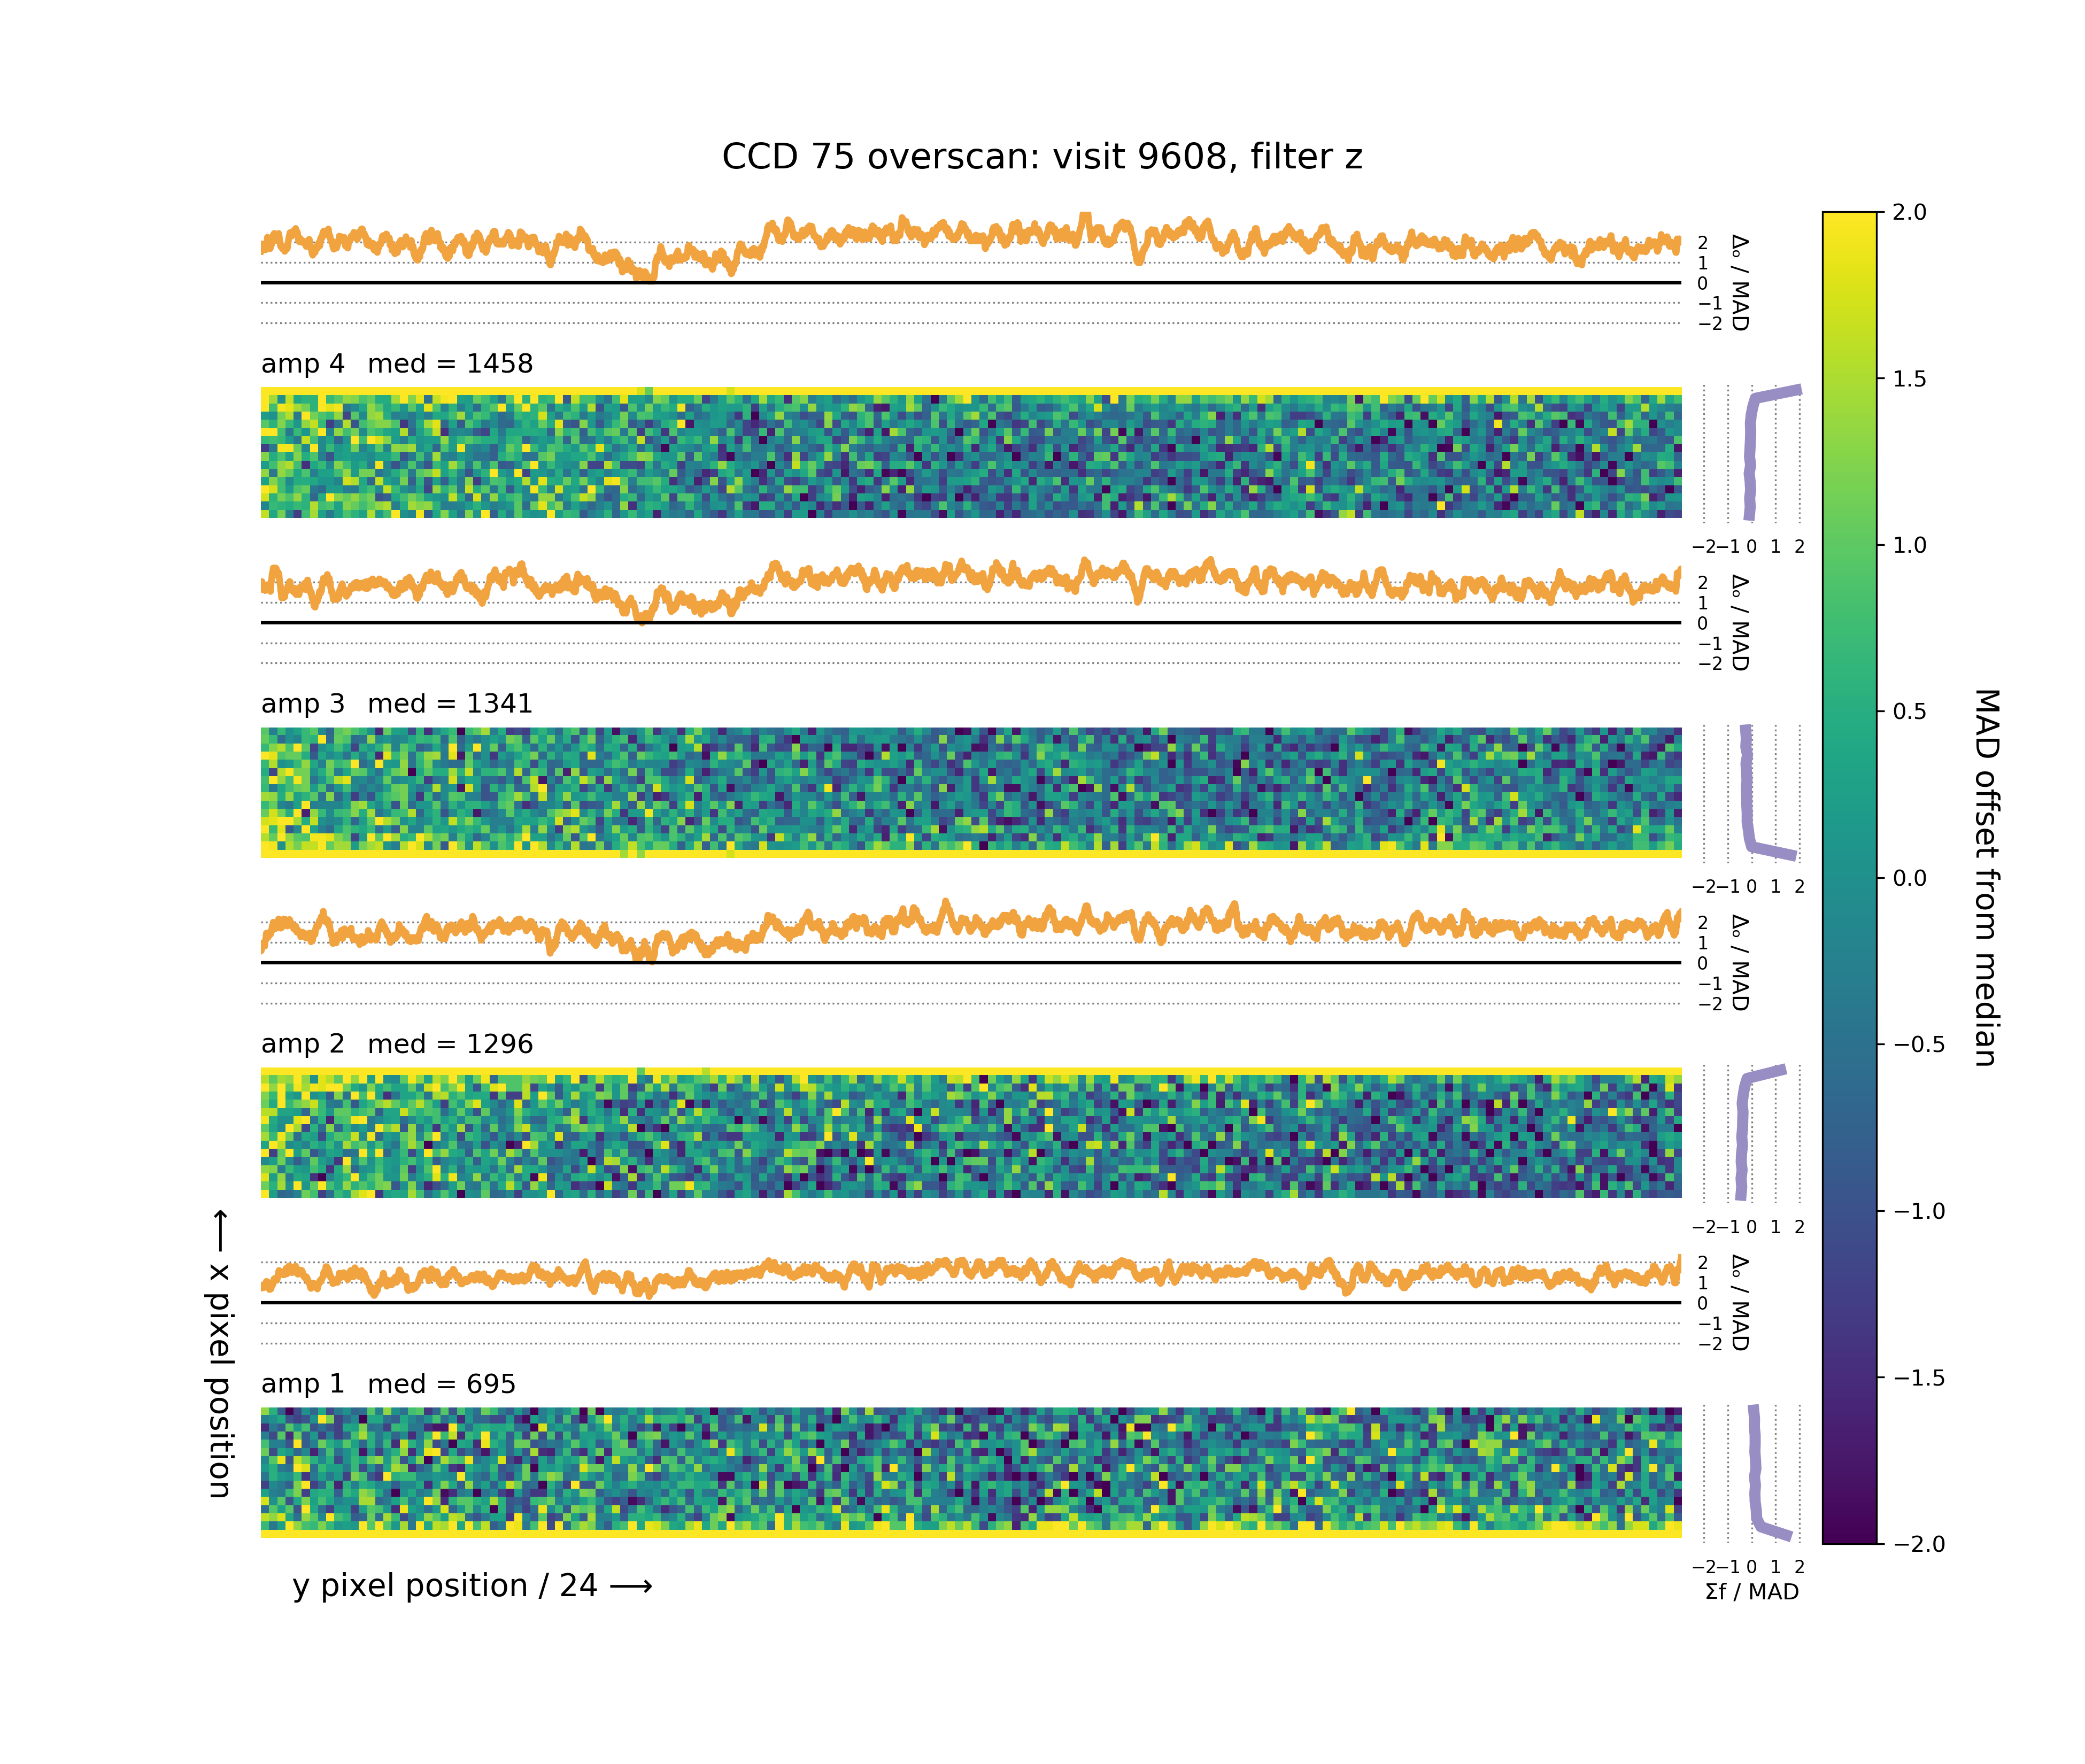 CCD 75 overscan: visit 9608, filter z
2
1
0
−1
−2
Δₒ / MAD
amp 4 med = 1458
−2 −1 0 1 2
2
1
0
−1
−2
Δₒ / MAD
amp 3 med = 1341
−2 −1 0 1 2
2
1
0
−1
−2
Δₒ / MAD
amp 2 med = 1296
−2 −1 0 1 2
2
1
0
−1
−2
Δₒ / MAD
amp 1 med = 695
−2 −1 0 1 2
Σf / MAD
⟵ x pixel position
y pixel position / 24 ⟶
2.0
1.5
1.0
0.5
0.0
−0.5
−1.0
−1.5
−2.0
MAD offset from median